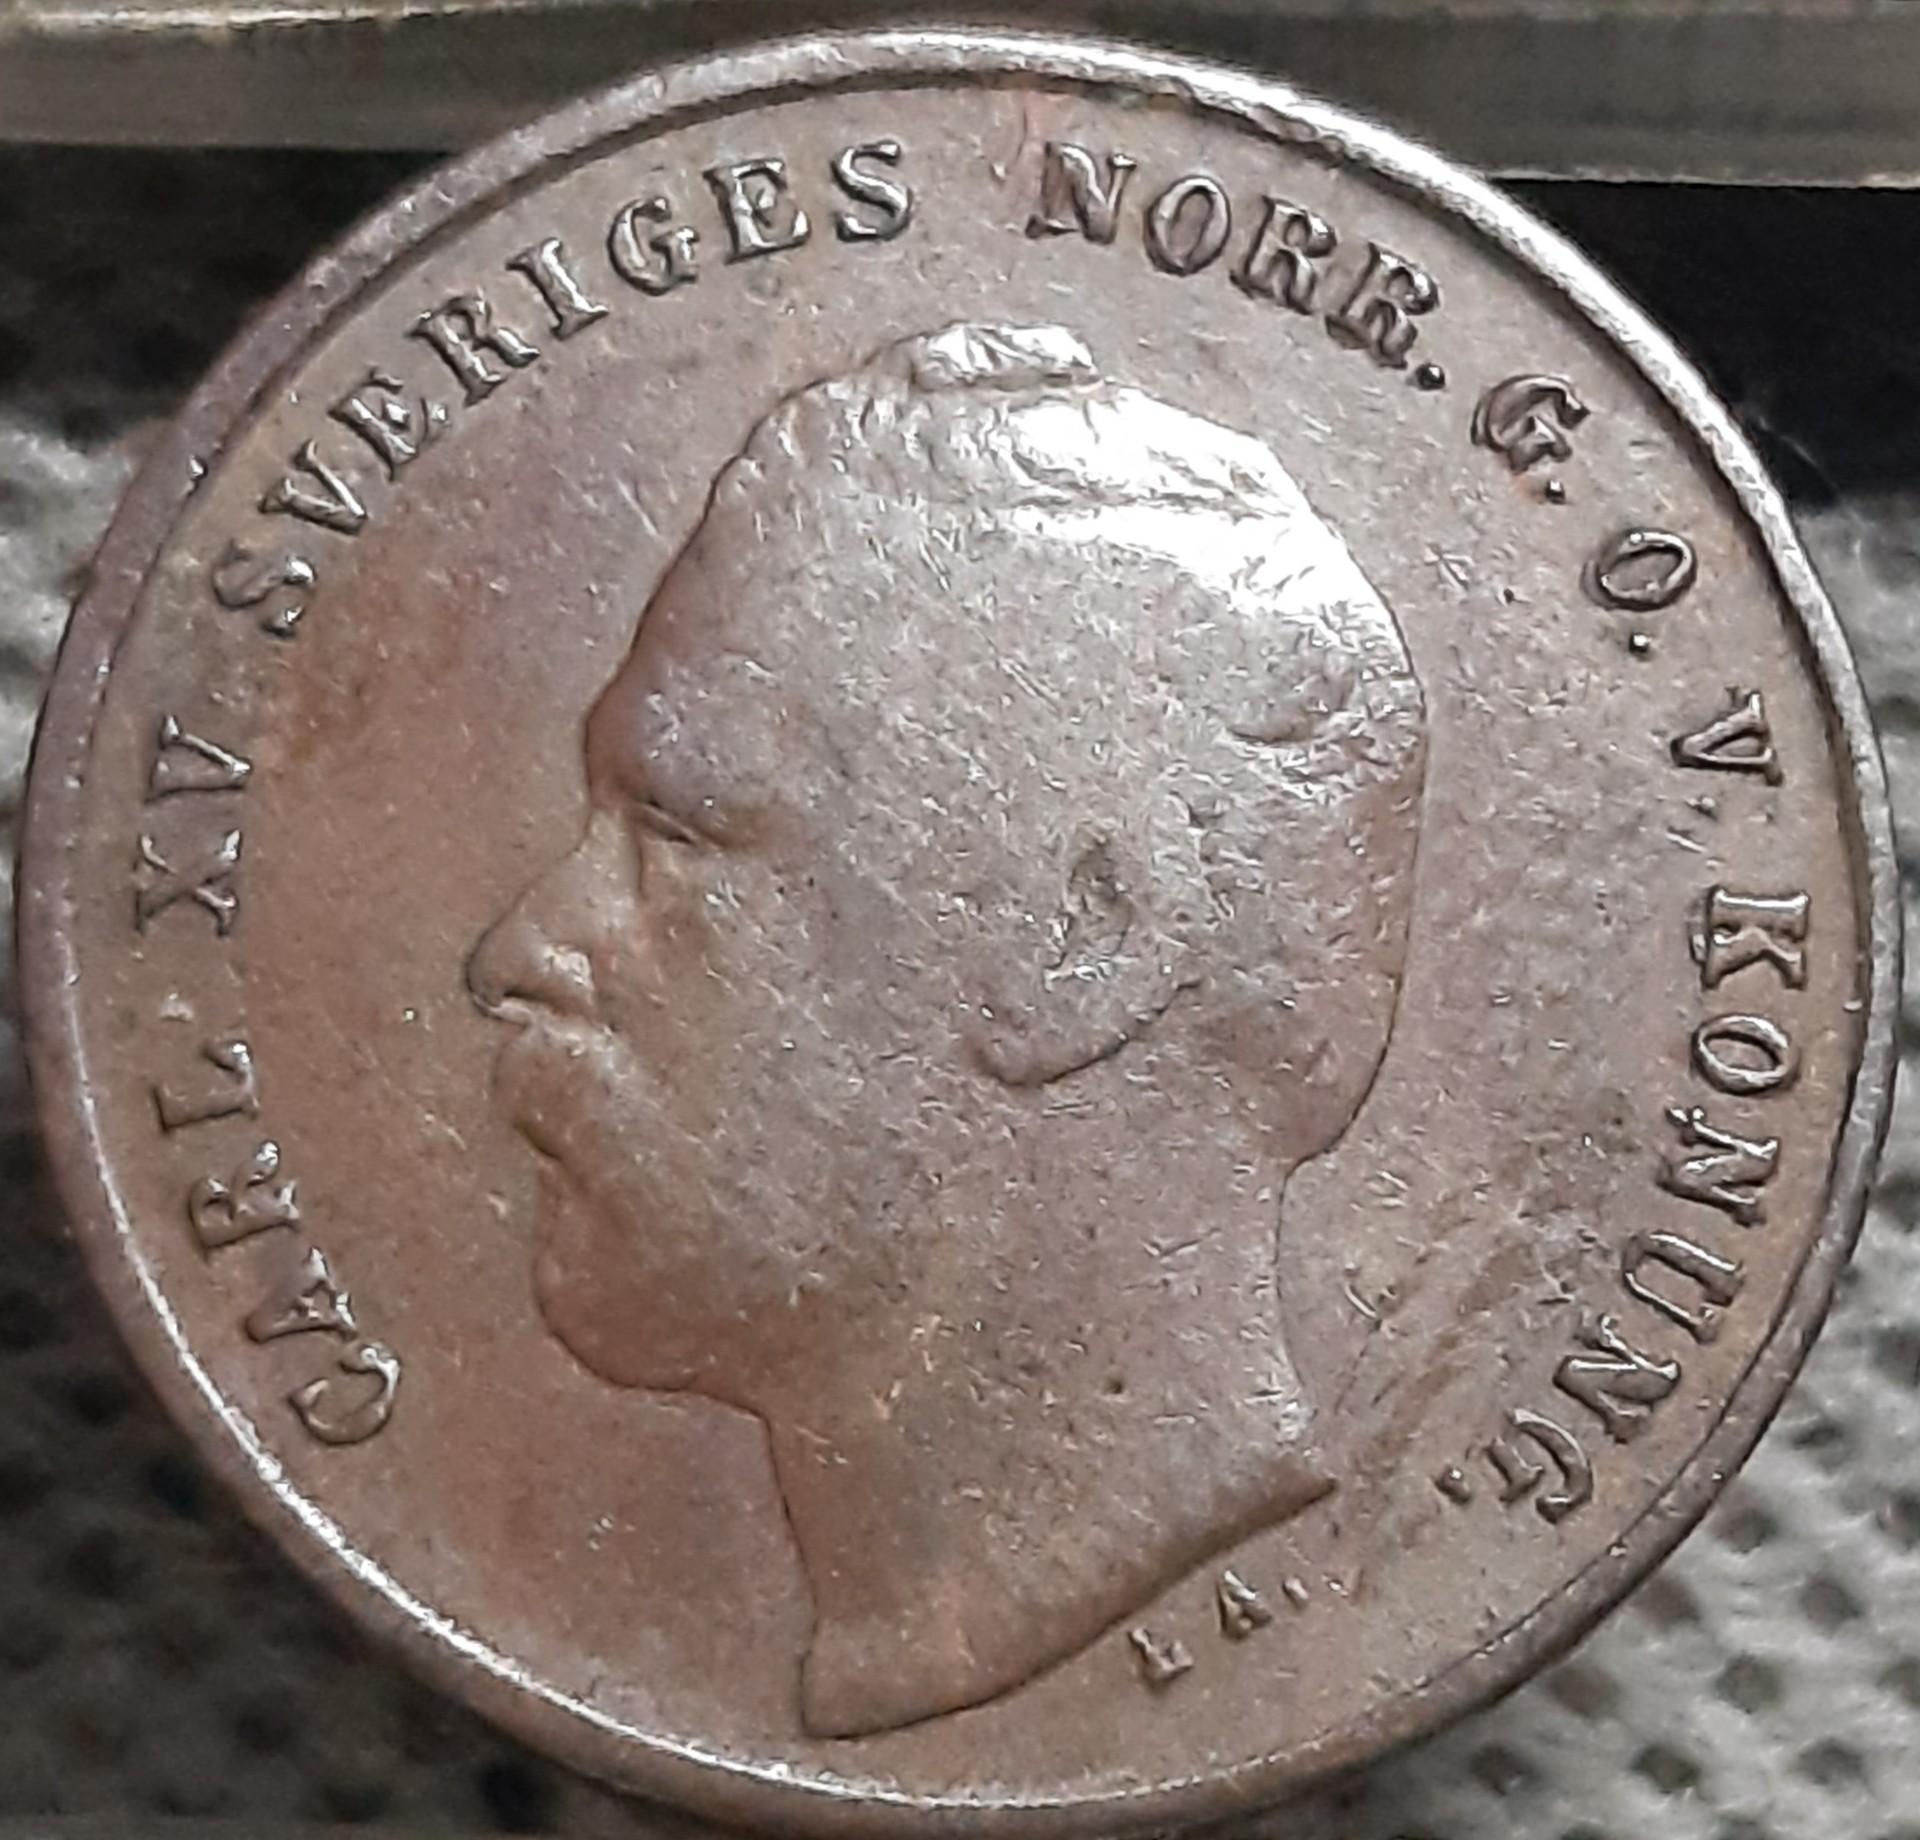 CARL XV SVERIGES NORR. G. O. V. KONUNG.
L A.